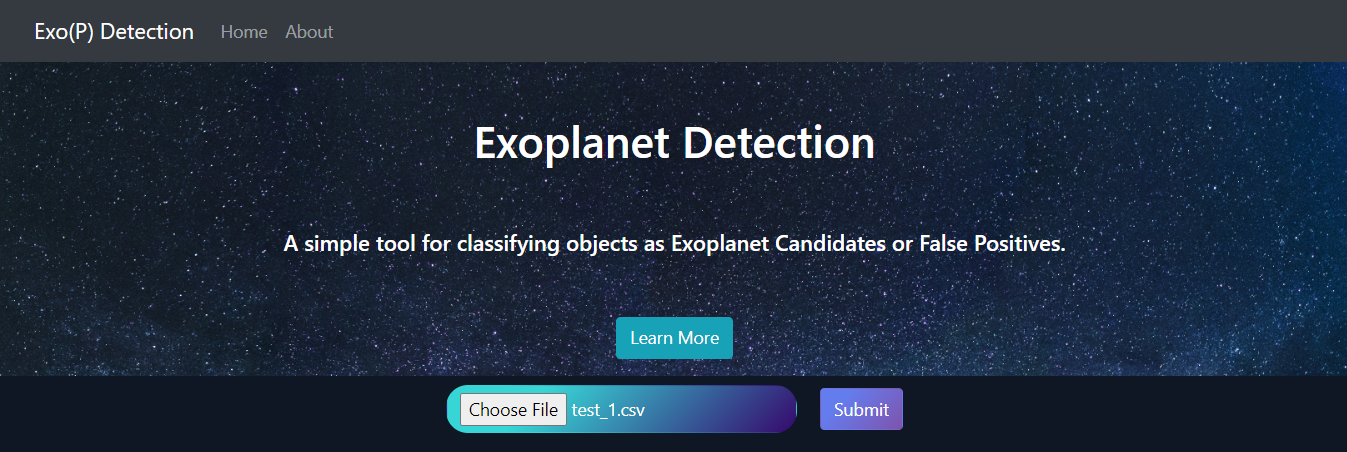 Exo(P) Detection Home About
Exoplanet Detection
A simple tool for classifying objects as Exoplanet Candidates or False Positives.
Learn More
Choose File test_1.csv Submit